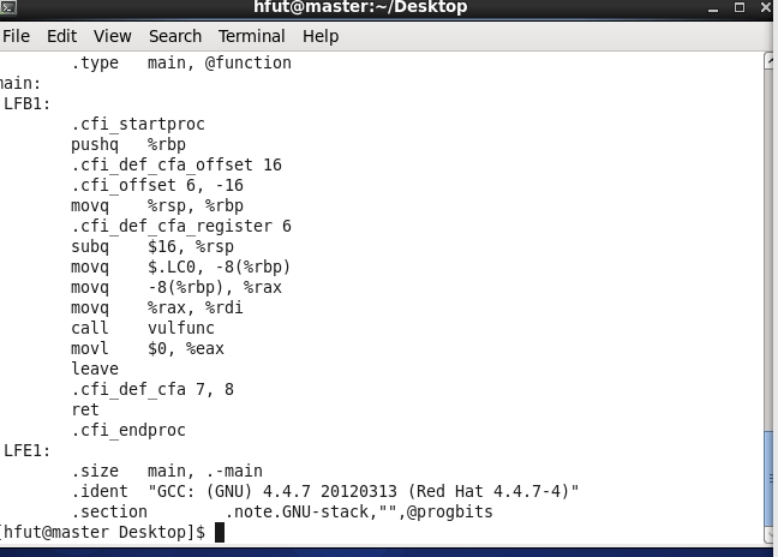 hfut@master:~/Desktop
File Edit View Search Terminal Help
.type main, @function
main:
LFB1:
.cfi_startproc
pushq %rbp
.cfi_def_cfa_offset 16
.cfi_offset 6, -16
movq %rsp, %rbp
.cfi_def_cfa_register 6
subq $16, %rsp
movq $.LC0, -8(%rbp)
movq -8(%rbp), %rax
movq %rax, %rdi
call vulfunc
movl $0, %eax
leave
.cfi_def_cfa 7, 8
ret
.cfi_endproc
LFE1:
.size main, .-main
.ident "GCC: (GNU) 4.4.7 20120313 (Red Hat 4.4.7-4)"
.section .note.GNU-stack,"",@progbits
[hfut@master Desktop]$